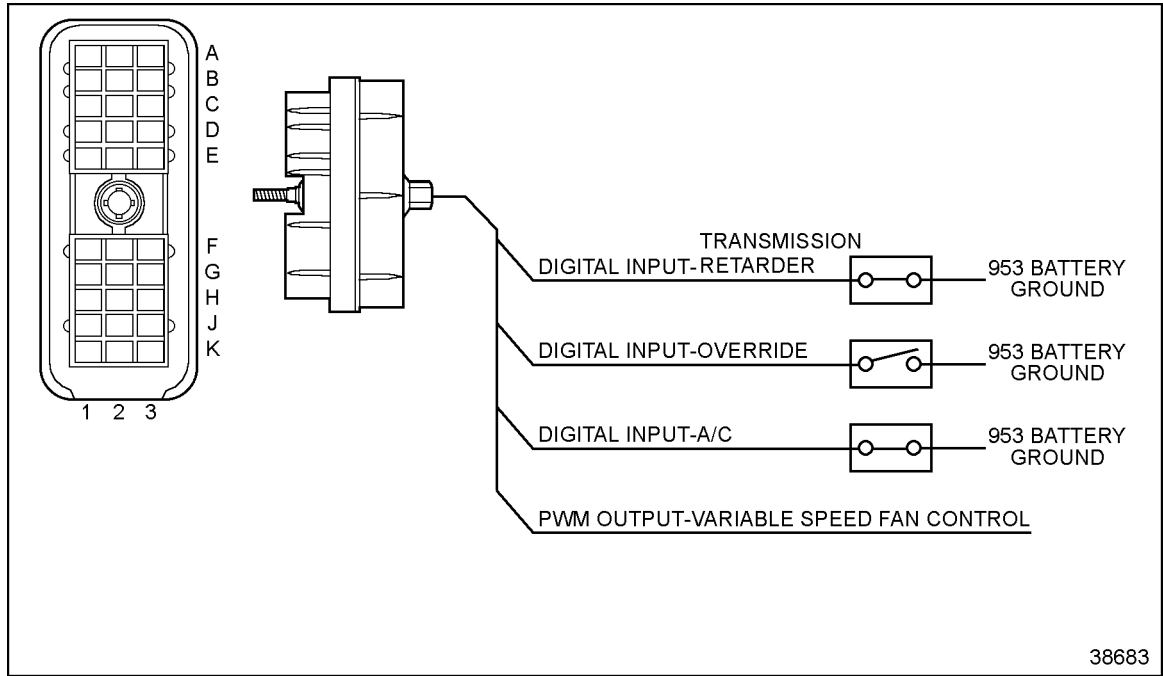 A
B
C
D
E
F
G
H
J
K
1 2 3
TRANSMISSION
DIGITAL INPUT-RETARDER
953 BATTERY
GROUND
DIGITAL INPUT-OVERRIDE
953 BATTERY
GROUND
DIGITAL INPUT-A/C
953 BATTERY
GROUND
PWM OUTPUT-VARIABLE SPEED FAN CONTROL
38683